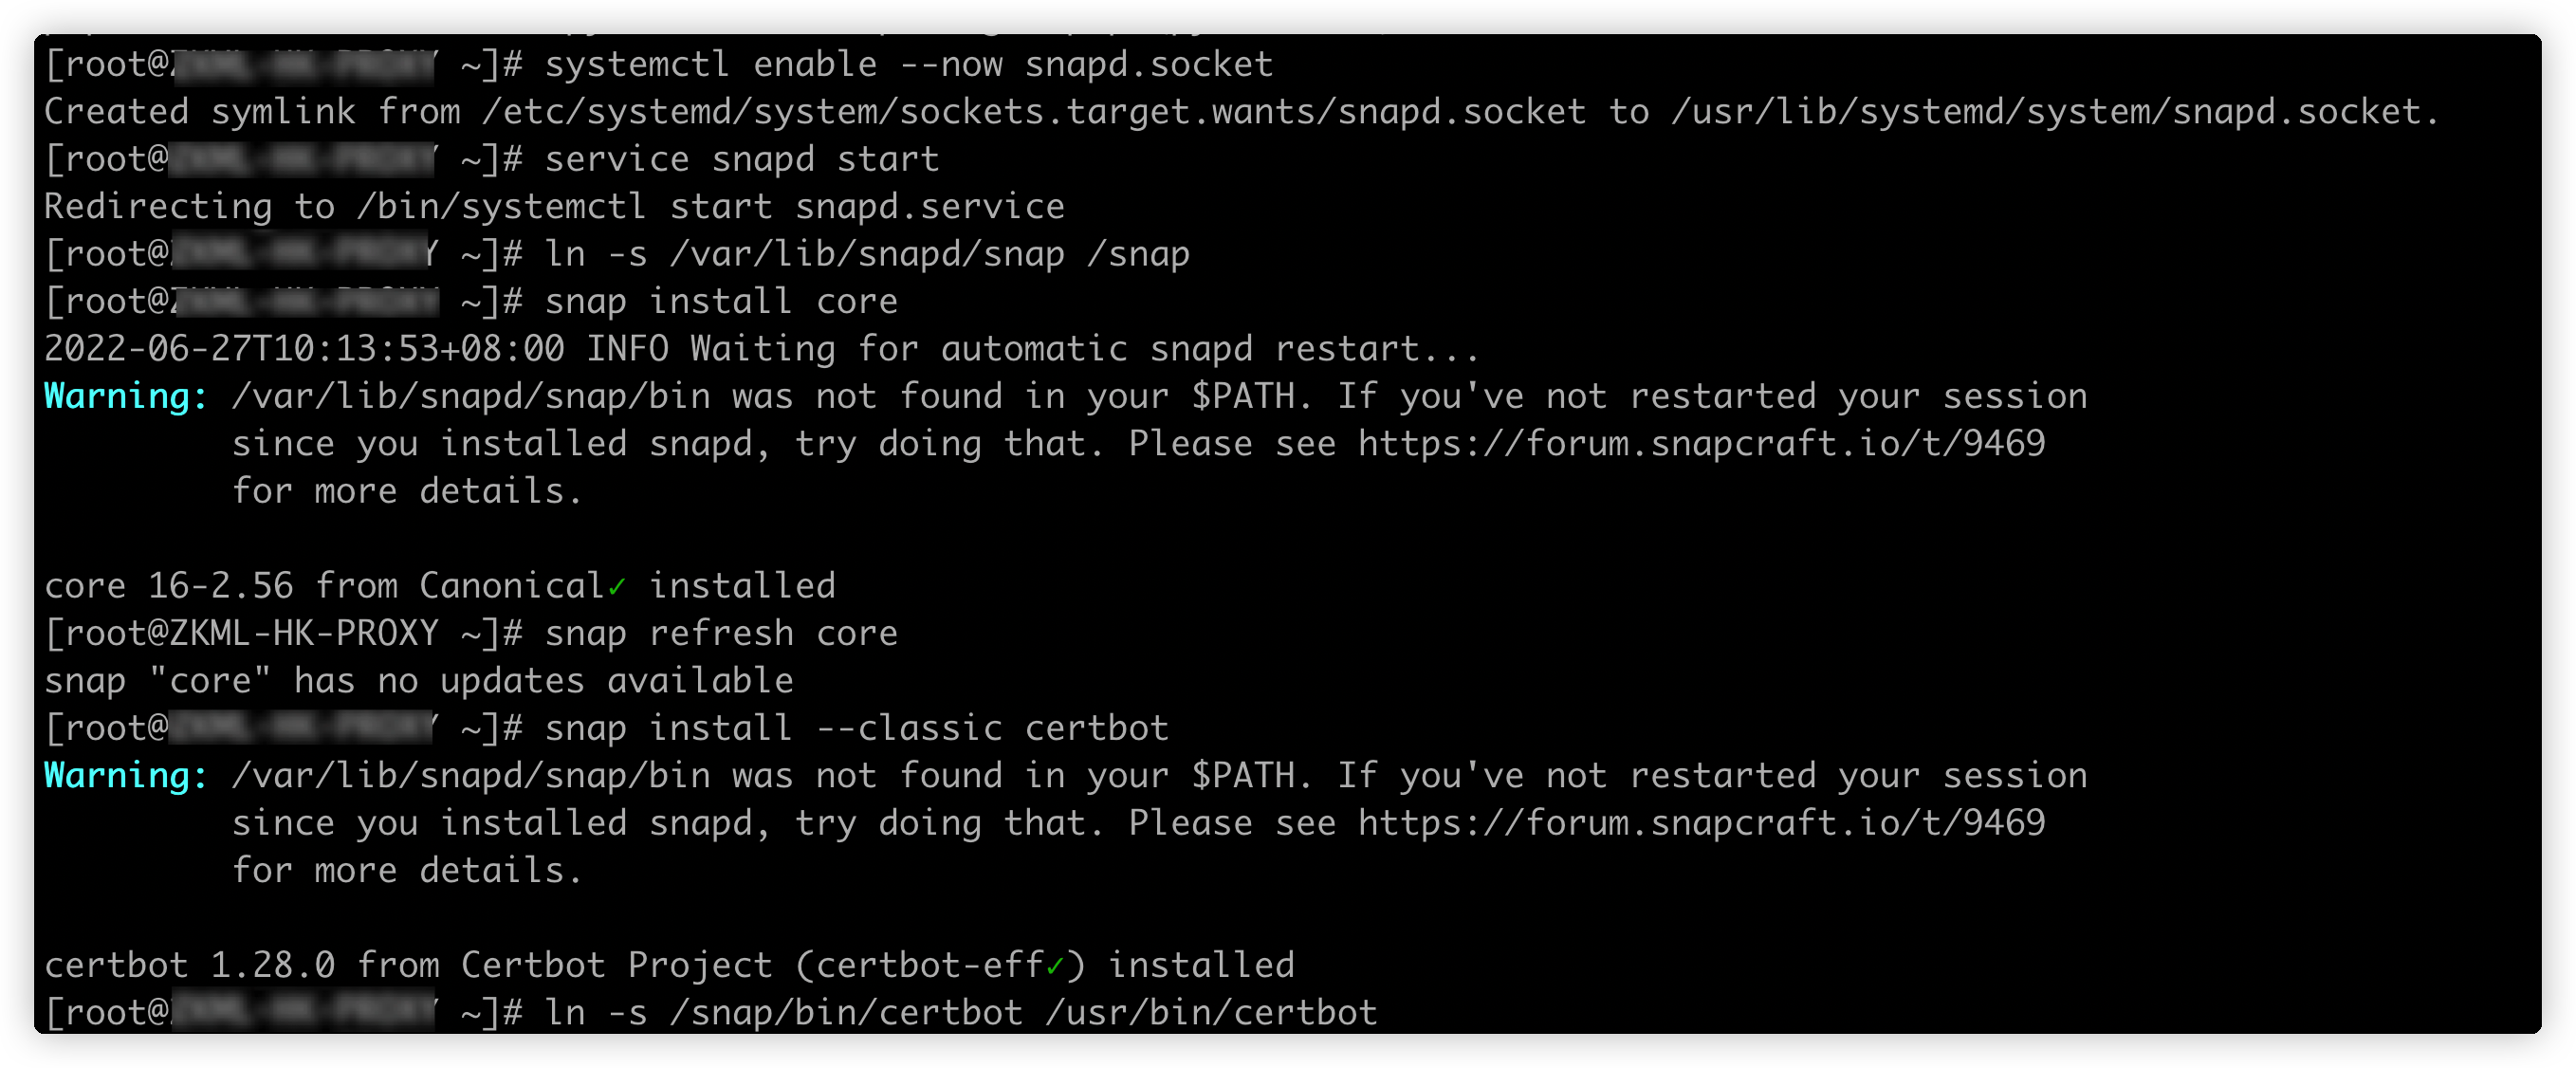 [root@ ~]# systemctl enable --now snapd.socket
Created symlink from /etc/systemd/system/sockets.target.wants/snapd.socket to /usr/lib/systemd/system/snapd.socket.
[root@ ~]# service snapd start
Redirecting to /bin/systemctl start snapd.service
[root@ ~]# ln -s /var/lib/snapd/snap /snap
[root@ ~]# snap install core
2022-06-27T10:13:53+08:00 INFO Waiting for automatic snapd restart...
Warning: /var/lib/snapd/snap/bin was not found in your $PATH. If you've not restarted your session
since you installed snapd, try doing that. Please see https://forum.snapcraft.io/t/9469
for more details.
core 16-2.56 from Canonical✓ installed
[root@ZKML-HK-PROXY ~]# snap refresh core
snap "core" has no updates available
[root@ ~]# snap install --classic certbot
Warning: /var/lib/snapd/snap/bin was not found in your $PATH. If you've not restarted your session
since you installed snapd, try doing that. Please see https://forum.snapcraft.io/t/9469
for more details.
certbot 1.28.0 from Certbot Project (certbot-eff✓) installed
[root@ ~]# ln -s /snap/bin/certbot /usr/bin/certbot